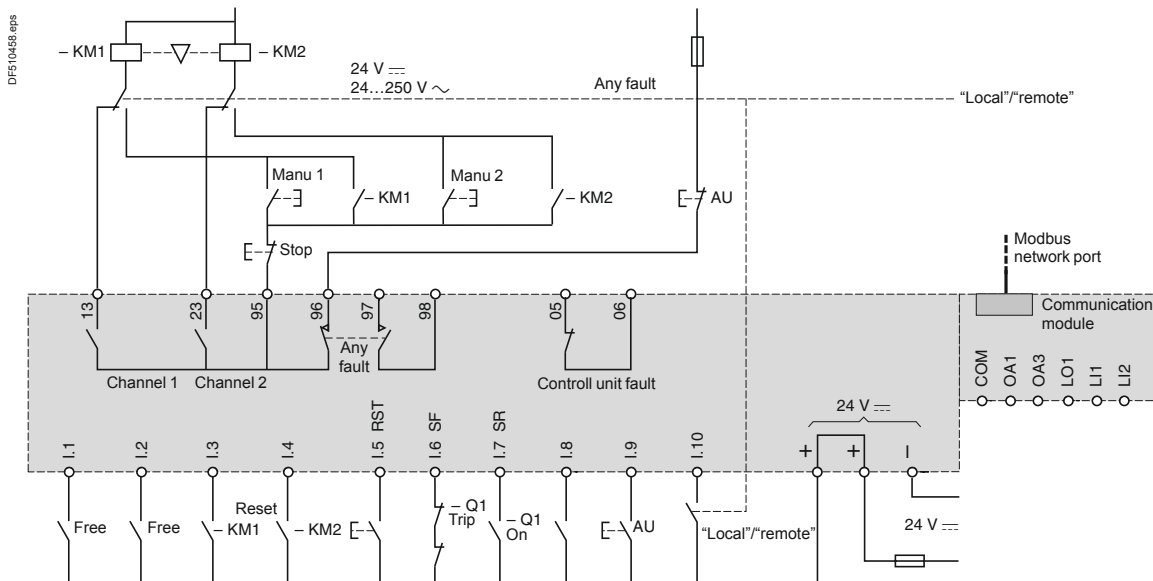 DF510458.eps
– KM1
– KM2
24 V ⎓
24...250 V ∿
Any fault
“Local”/“remote”
Manu 1
– KM1
Manu 2
– KM2
AU
Stop
Modbus
network port
13
23
95
96
97
98
05
06
Communication
module
Any
fault
Channel 1
Channel 2
Controll unit fault
COM
OA1
OA3
LO1
LI1
LI2
24 V ⎓
I.1
I.2
I.3
I.4
I.5 RST
I.6 SF
I.7 SR
I.8
I.9
I.10
+
+
I
Free
Free
– KM1
Reset
– KM2
– Q1
Trip
– Q1
On
AU
“Local”/“remote”
24 V ⎓